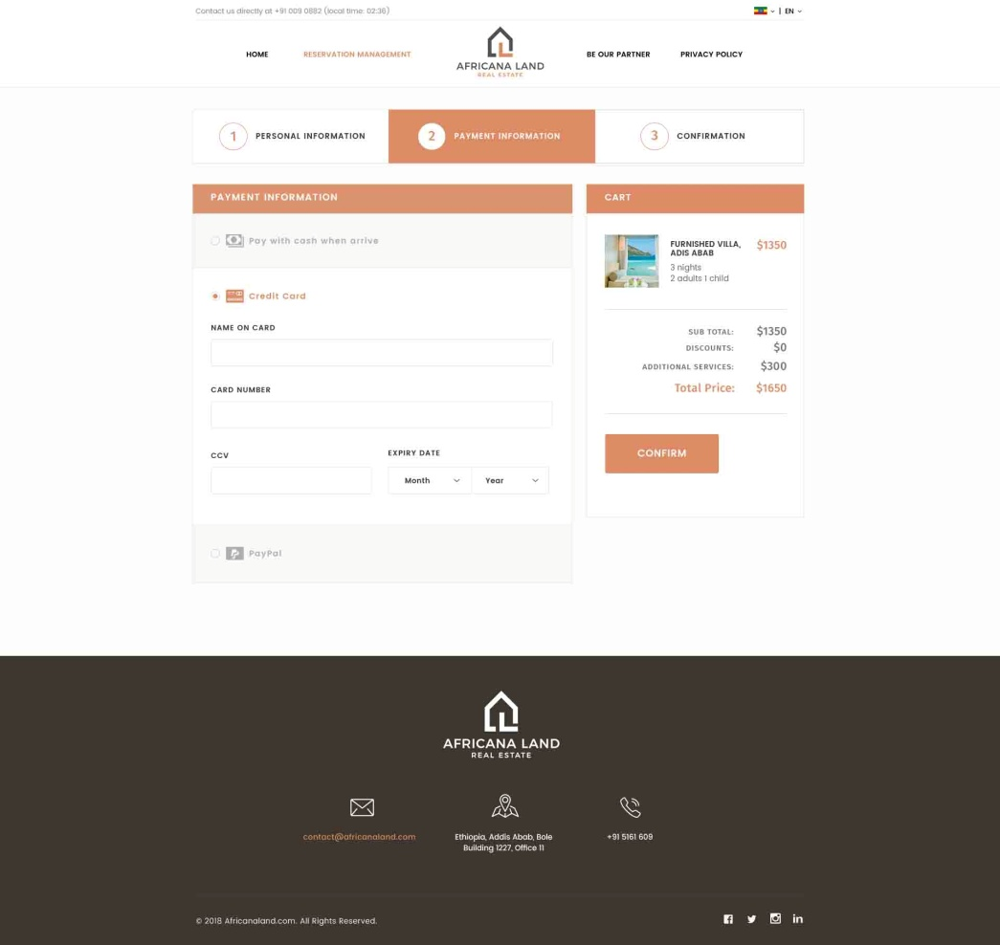 Contact us directly at +91 009 0882 (local time: 02:36)
| EN
HOME
RESERVATION MANAGEMENT
AFRICANA LAND
REAL ESTATE
BE OUR PARTNER
PRIVACY POLICY
1 PERSONAL INFORMATION
2 PAYMENT INFORMATION
3 CONFIRMATION
PAYMENT INFORMATION
Pay with cash when arrive
Credit Card
NAME ON CARD
CARD NUMBER
CCV
EXPIRY DATE
Month
Year
PayPal
CART
FURNISHED VILLA, $1350
ADIS ABAB
3 nights
2 adults 1 child
SUB TOTAL: $1350
DISCOUNTS: $0
ADDITIONAL SERVICES: $300
Total Price: $1650
CONFIRM
AFRICANA LAND
REAL ESTATE
contact@africanaland.com
Ethiopia, Addis Abab, Bole
Building 1227, Office 11
+91 5161 609
© 2018 Africanaland.com. All Rights Reserved.